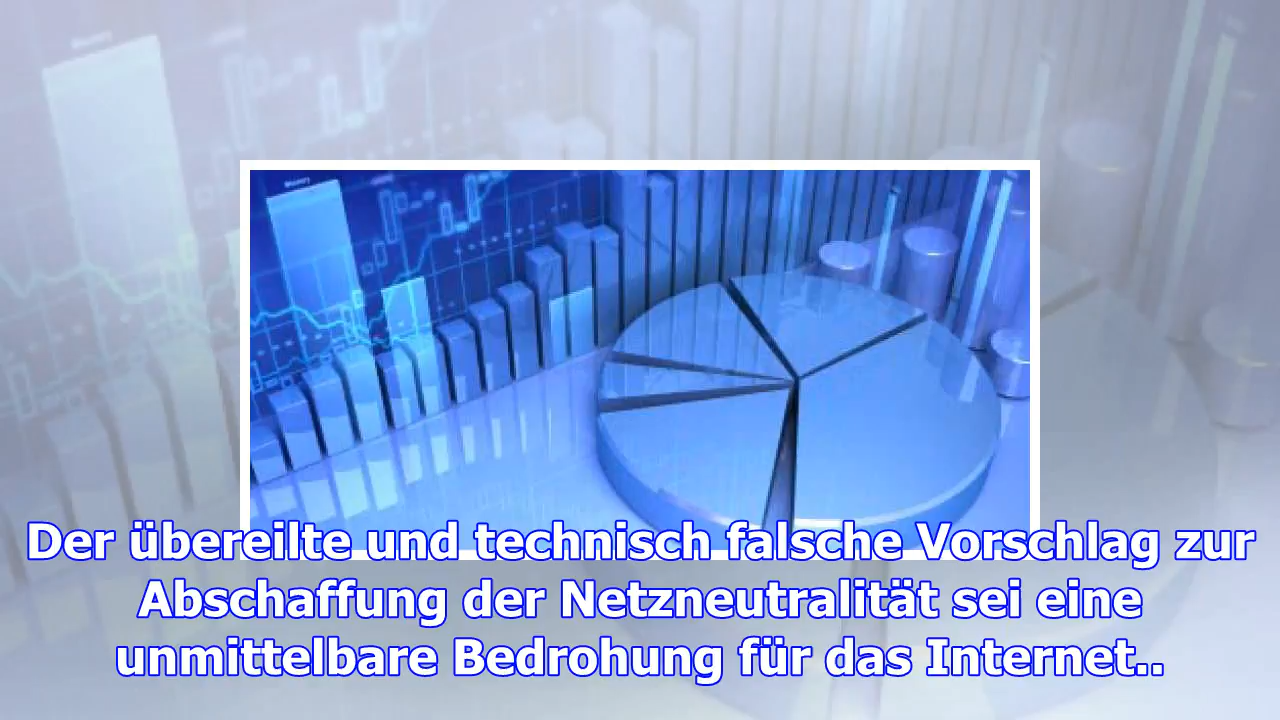 Der übereilte und technisch falsche Vorschlag zur
Abschaffung der Netzneutralität sei eine
unmittelbare Bedrohung für das Internet..